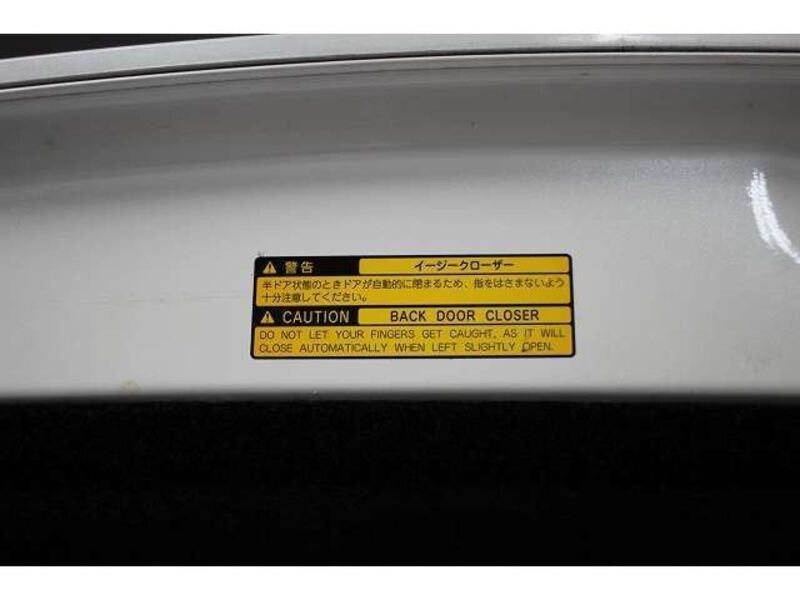 警告 イージークローザー
半ドア状態のときドアが自動的に閉まるため、指をはさまないよう
十分注意してください。
CAUTION BACK DOOR CLOSER
DO NOT LET YOUR FINGERS GET CAUGHT, AS IT WILL
CLOSE AUTOMATICALLY WHEN LEFT SLIGHTLY OPEN.